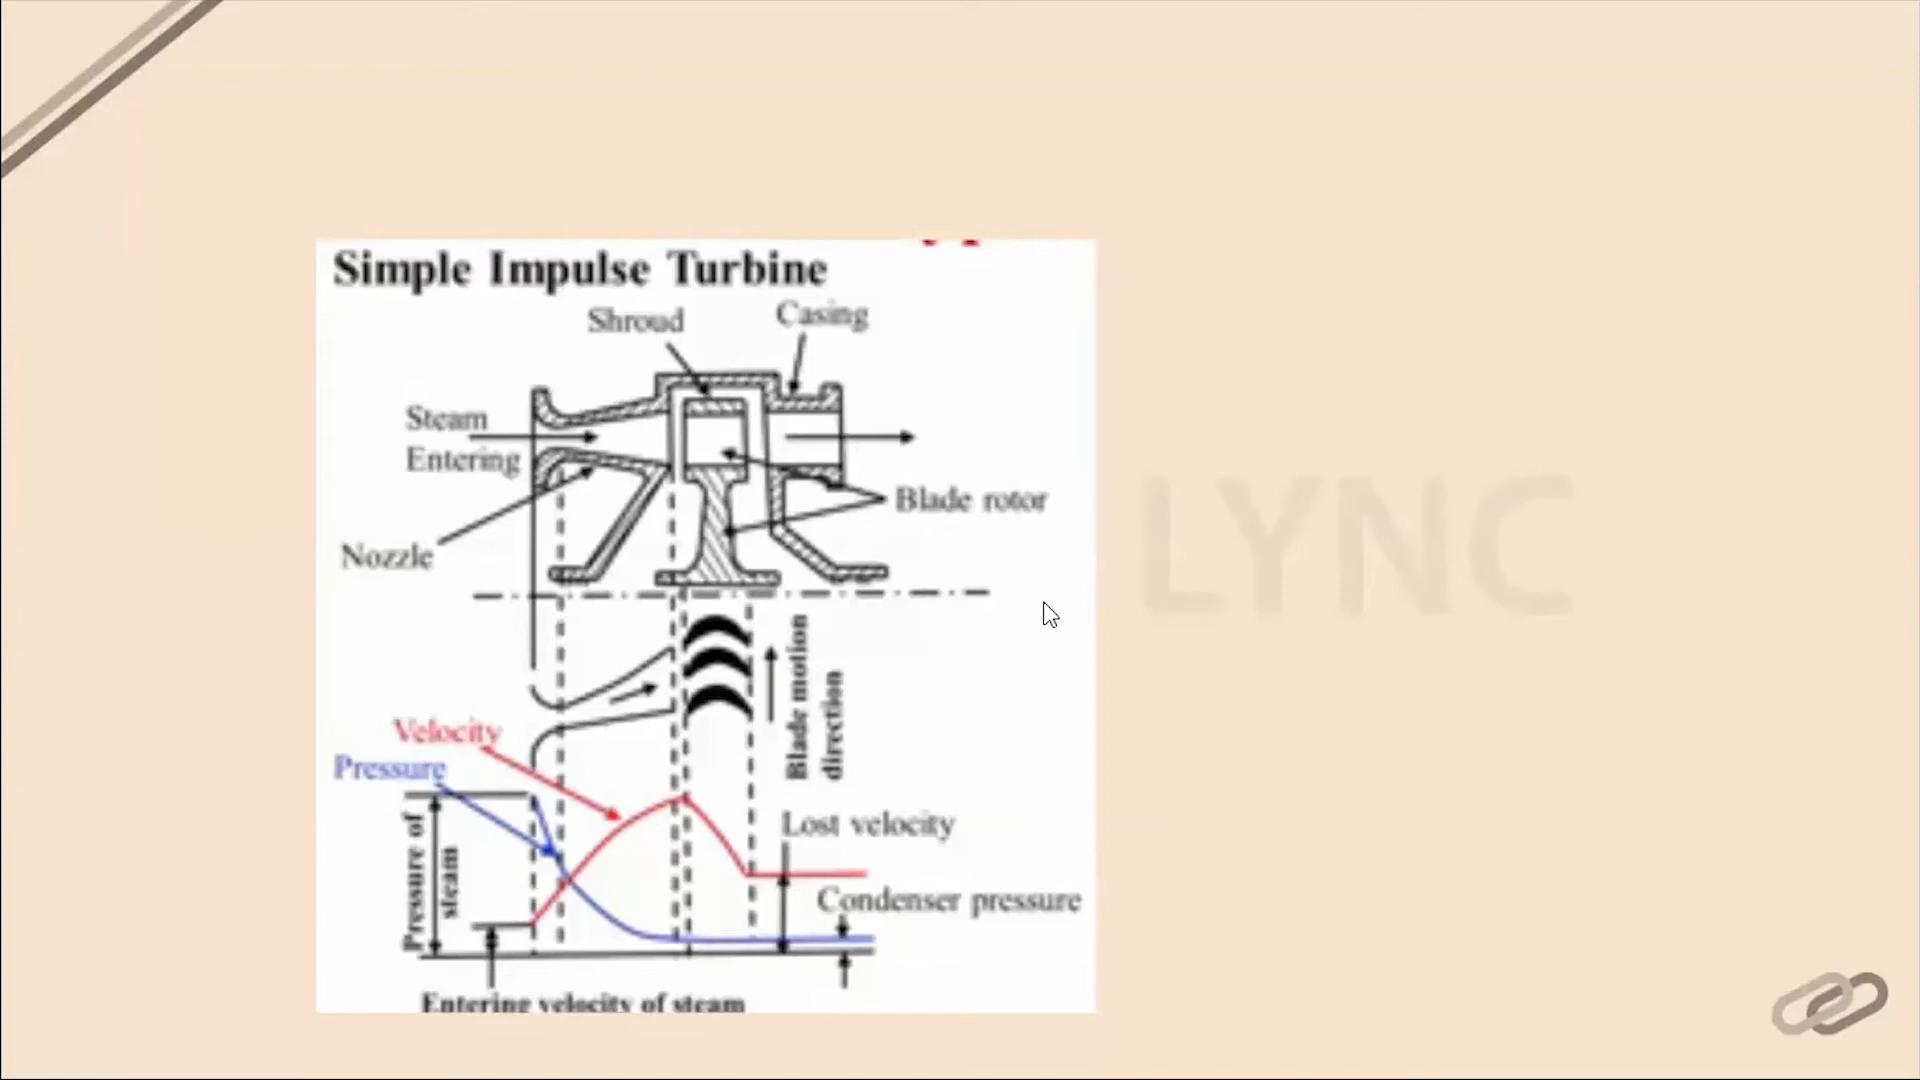 Simple Impulse Turbine
Shroud
Casing
Steam
Entering
Blade rotor
Nozzle
LYNC
Blade motion
direction
Velocity
Pressure
Pressure of
steam
Lost velocity
Condenser pressure
Entering velocity of steam